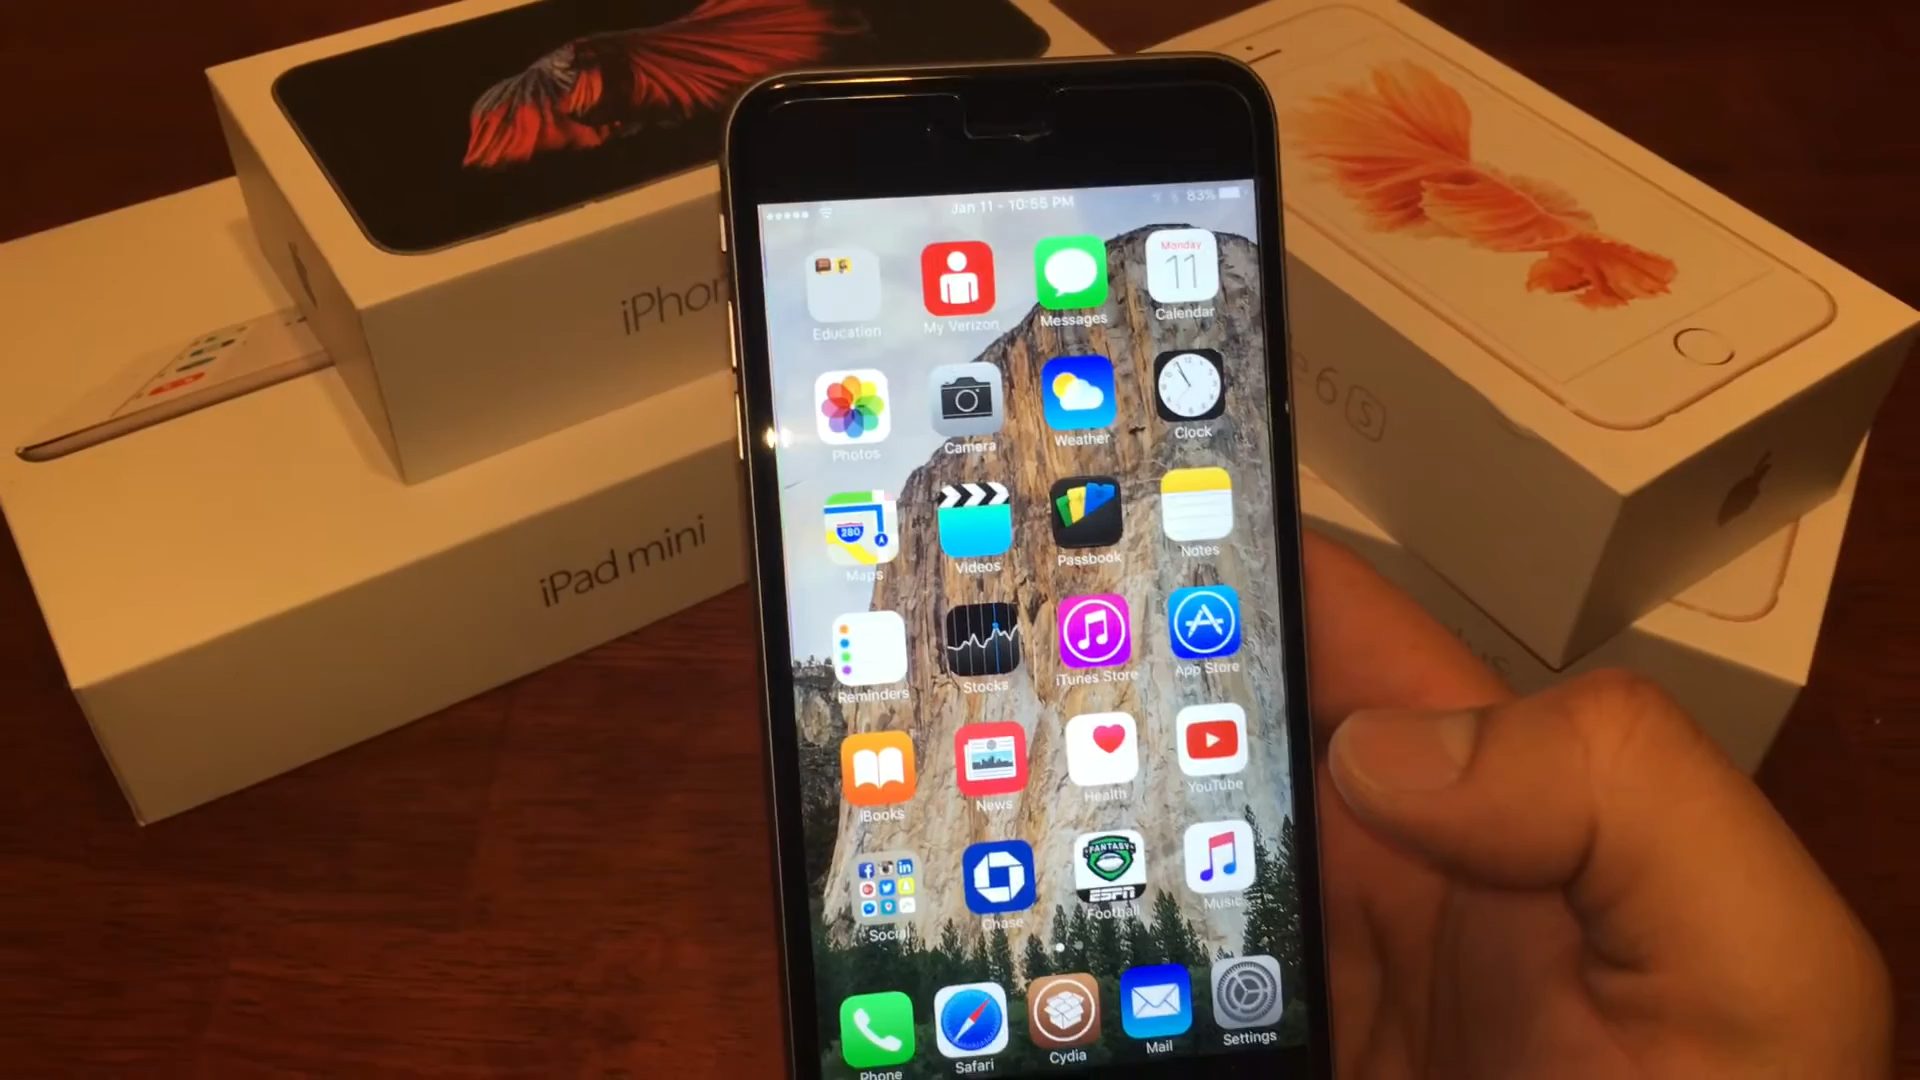 Jan 11 - 10:55 PM
83%
Education
My Verizon
Messages
Monday
11
Calendar
Photos
Camera
Weather
Clock
280
Maps
Videos
Passbook
Notes
Reminders
Stocks
iTunes Store
App Store
iBooks
News
Health
YouTube
Social
Chase
FANTASY
ESPN
Football
Music
Phone
Safari
Cydia
Mail
Settings
iPhon
iPad mini
e 6s
us